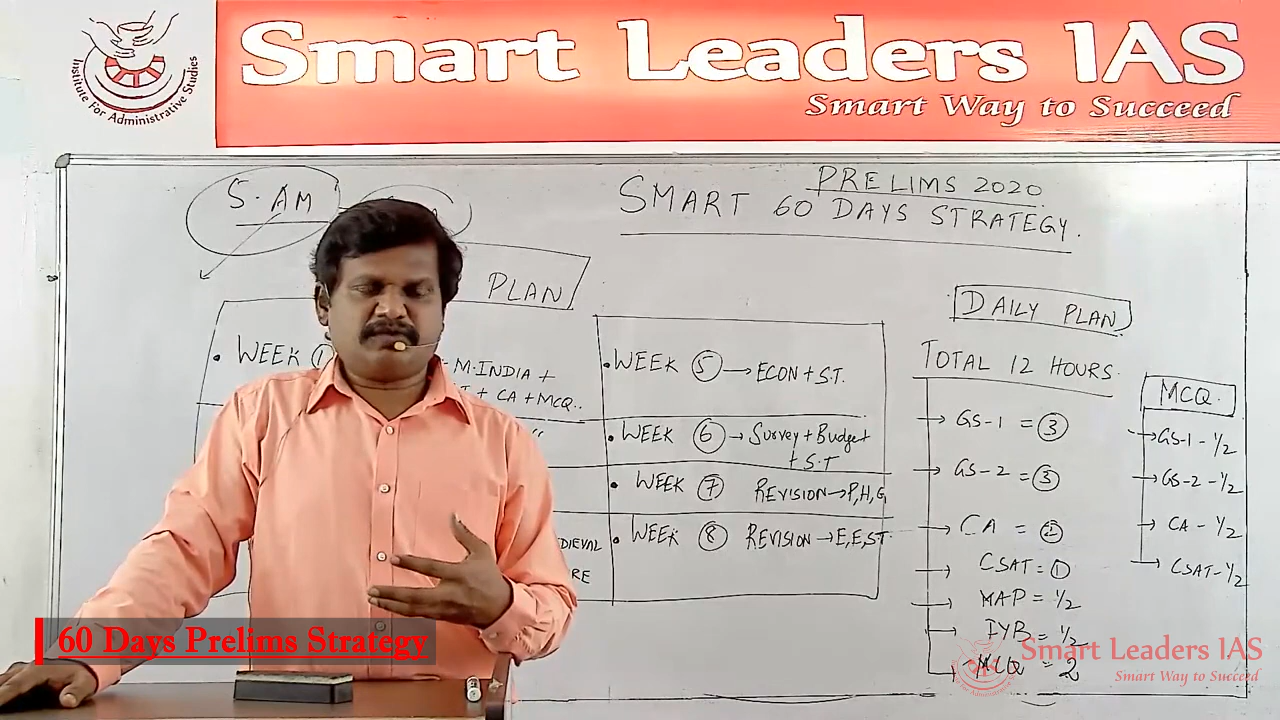 Smart Leaders IAS
Smart Way to Succeed
Institute For Administrative Studies
5. AM
PRELIMS 2020
SMART 60 DAYS STRATEGY.
PLAN
• WEEK 1
M. INDIA +
+ CA + MCQ..
RE
• WEEK 5 → ECON + S.T.
• WEEK 6 → Survey + Budget
+ S.T
• WEEK 7 REVISION → P, H, G
• WEEK 8 REVISION → E, E, ST.
DAILY PLAN
TOTAL 12 HOURS.
→ GS-1 = 3
→ GS-2 = 3
→ CA = 2
→ CSAT = 1
→ MAP = 1/2
→ IYB = 1/2
→ MCQ = 2
MCQ.
→ GS-1 - 1/2
→ GS-2 - 1/2
→ CA - 1/2
→ CSAT - 1/2
60 Days Prelims Strategy
Smart Leaders IAS
Smart Way to Succeed